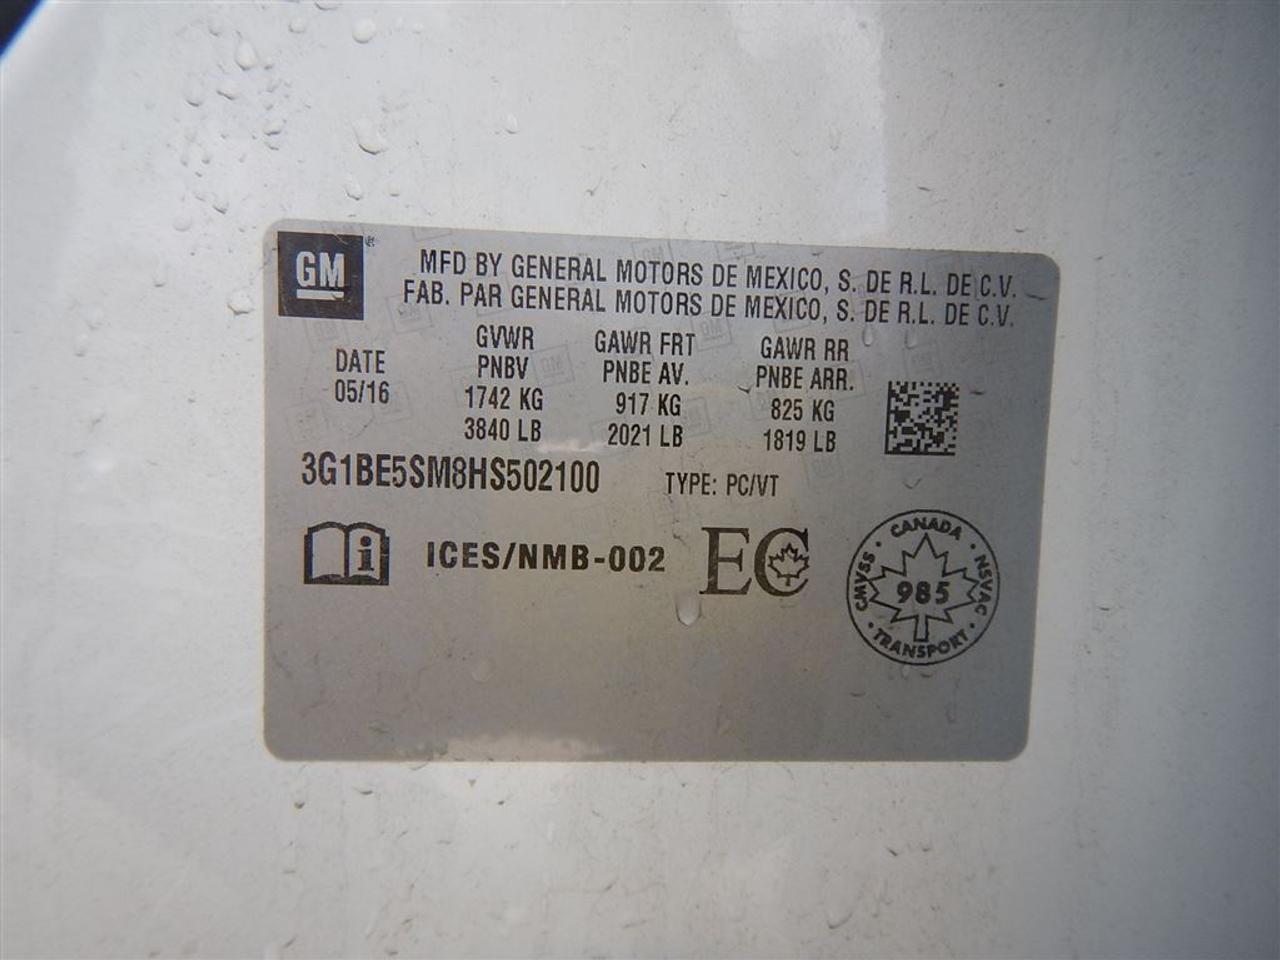 GM
MFD BY GENERAL MOTORS DE MEXICO, S. DE R.L. DE C.V.
FAB. PAR GENERAL MOTORS DE MEXICO, S. DE R.L. DE C.V.
DATE
05/16
GVWR
PNBV
1742 KG
3840 LB
GAWR FRT
PNBE AV.
917 KG
2021 LB
GAWR RR
PNBE ARR.
825 KG
1819 LB
3G1BE5SM8HS502100 TYPE: PC/VT
i ICES/NMB-002 EC
CANADA
CMVSS 985 NSVAC
TRANSPORT